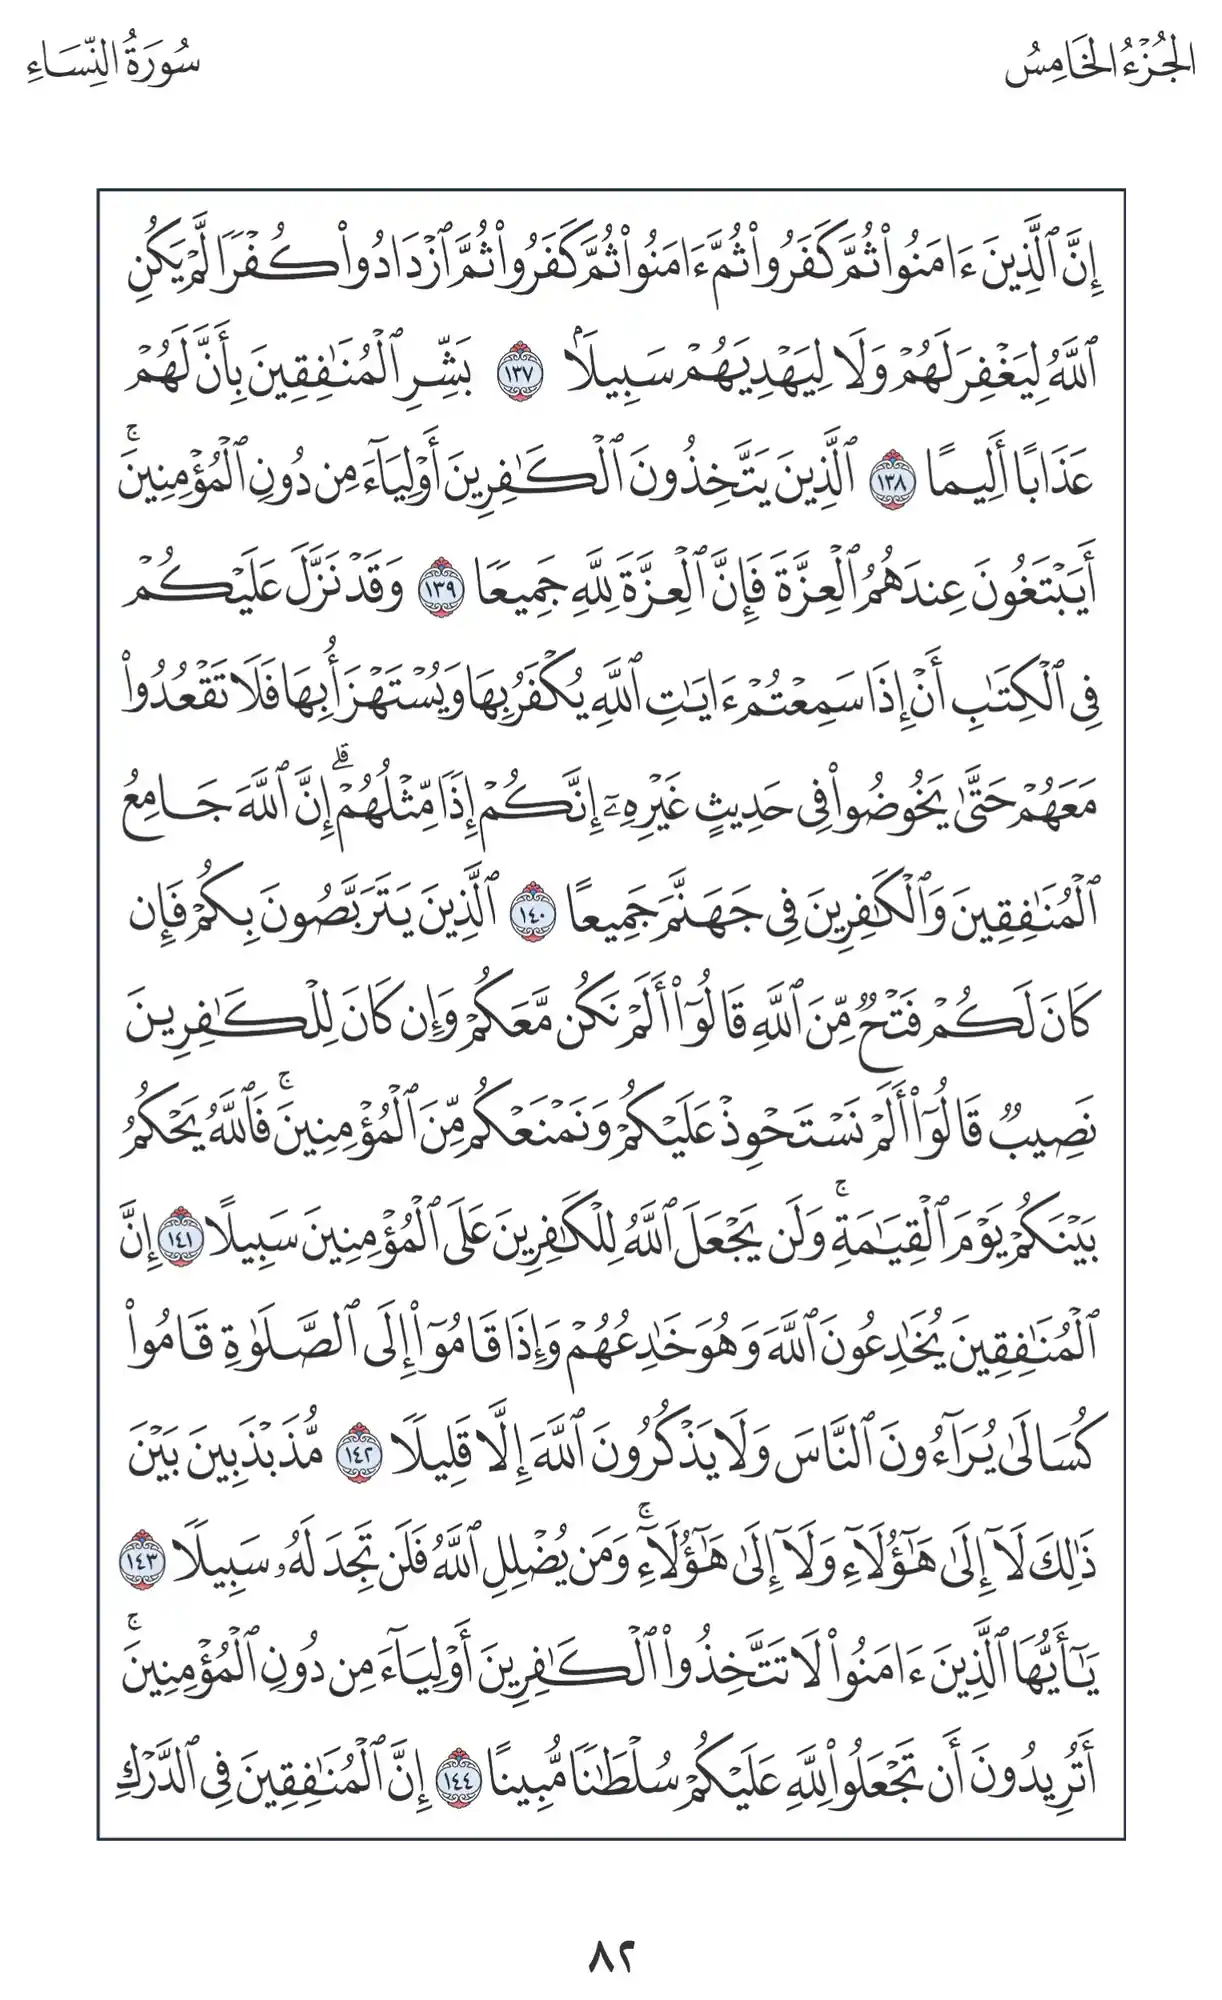 الجُزْءُ الخَامِسُ
سُورَةُ النِّسَاءِ
إِنَّ ٱلَّذِينَ ءَامَنُواْ ثُمَّ كَفَرُواْ ثُمَّ ءَامَنُواْ ثُمَّ كَفَرُواْ ثُمَّ ٱزْدَادُواْ كُفْرًا لَّمْ يَكُنِ
ٱللَّهُ لِيَغْفِرَ لَهُمْ وَلَا لِيَهْدِيَهُمْ سَبِيلَۢا ١٣٧ بَشِّرِ ٱلْمُنَٰفِقِينَ بِأَنَّ لَهُمْ
عَذَابًا أَلِيمًا ١٣٨ ٱلَّذِينَ يَتَّخِذُونَ ٱلْكَٰفِرِينَ أَوْلِيَآءَ مِن دُونِ ٱلْمُؤْمِنِينَۚ
أَيَبْتَغُونَ عِندَهُمُ ٱلْعِزَّةَ فَإِنَّ ٱلْعِزَّةَ لِلَّهِ جَمِيعًا ١٣٩ وَقَدْ نَزَّلَ عَلَيْكُمْ
فِى ٱلْكِتَٰبِ أَنْ إِذَا سَمِعْتُمْ ءَايَٰتِ ٱللَّهِ يُكْفَرُ بِهَا وَيُسْتَهْزَأُ بِهَا فَلَا تَقْعُدُواْ
مَعَهُمْ حَتَّىٰ يَخُوضُواْ فِى حَدِيثٍ غَيْرِهِۦٓ إِنَّكُمْ إِذًا مِّثْلُهُمْۗ إِنَّ ٱللَّهَ جَامِعُ
ٱلْمُنَٰفِقِينَ وَٱلْكَٰفِرِينَ فِى جَهَنَّمَ جَمِيعًا ١٤٠ ٱلَّذِينَ يَتَرَبَّصُونَ بِكُمْ فَإِن
كَانَ لَكُمْ فَتْحٌ مِّنَ ٱللَّهِ قَالُوٓاْ أَلَمْ نَكُن مَّعَكُمْ وَإِن كَانَ لِلْكَٰفِرِينَ
نَصِيبٌ قَالُوٓاْ أَلَمْ نَسْتَحْوِذْ عَلَيْكُمْ وَنَمْنَعْكُم مِّنَ ٱلْمُؤْمِنِينَۚ فَٱللَّهُ يَحْكُمُ
بَيْنَكُمْ يَوْمَ ٱلْقِيَٰمَةِۚ وَلَن يَجْعَلَ ٱللَّهُ لِلْكَٰفِرِينَ عَلَى ٱلْمُؤْمِنِينَ سَبِيلًا ١٤١ إِنَّ
ٱلْمُنَٰفِقِينَ يُخَٰدِعُونَ ٱللَّهَ وَهُوَ خَٰدِعُهُمْ وَإِذَا قَامُوٓاْ إِلَى ٱلصَّلَوٰةِ قَامُواْ
كُسَالَىٰ يُرَآءُونَ ٱلنَّاسَ وَلَا يَذْكُرُونَ ٱللَّهَ إِلَّا قَلِيلًا ١٤٢ مُّذَبْذَبِينَ بَيْنَ
ذَٰلِكَ لَآ إِلَىٰ هَٰٓؤُلَآءِ وَلَآ إِلَىٰ هَٰٓؤُلَآءِۚ وَمَن يُضْلِلِ ٱللَّهُ فَلَن تَجِدَ لَهُۥ سَبِيلًا ١٤٣
يَٰٓأَيُّهَا ٱلَّذِينَ ءَامَنُواْ لَا تَتَّخِذُواْ ٱلْكَٰفِرِينَ أَوْلِيَآءَ مِن دُونِ ٱلْمُؤْمِنِينَۚ
أَتُرِيدُونَ أَن تَجْعَلُواْ لِلَّهِ عَلَيْكُمْ سُلْطَٰنًا مُّبِينًا ١٤٤ إِنَّ ٱلْمُنَٰفِقِينَ فِى ٱلدَّرْكِ
٨٢